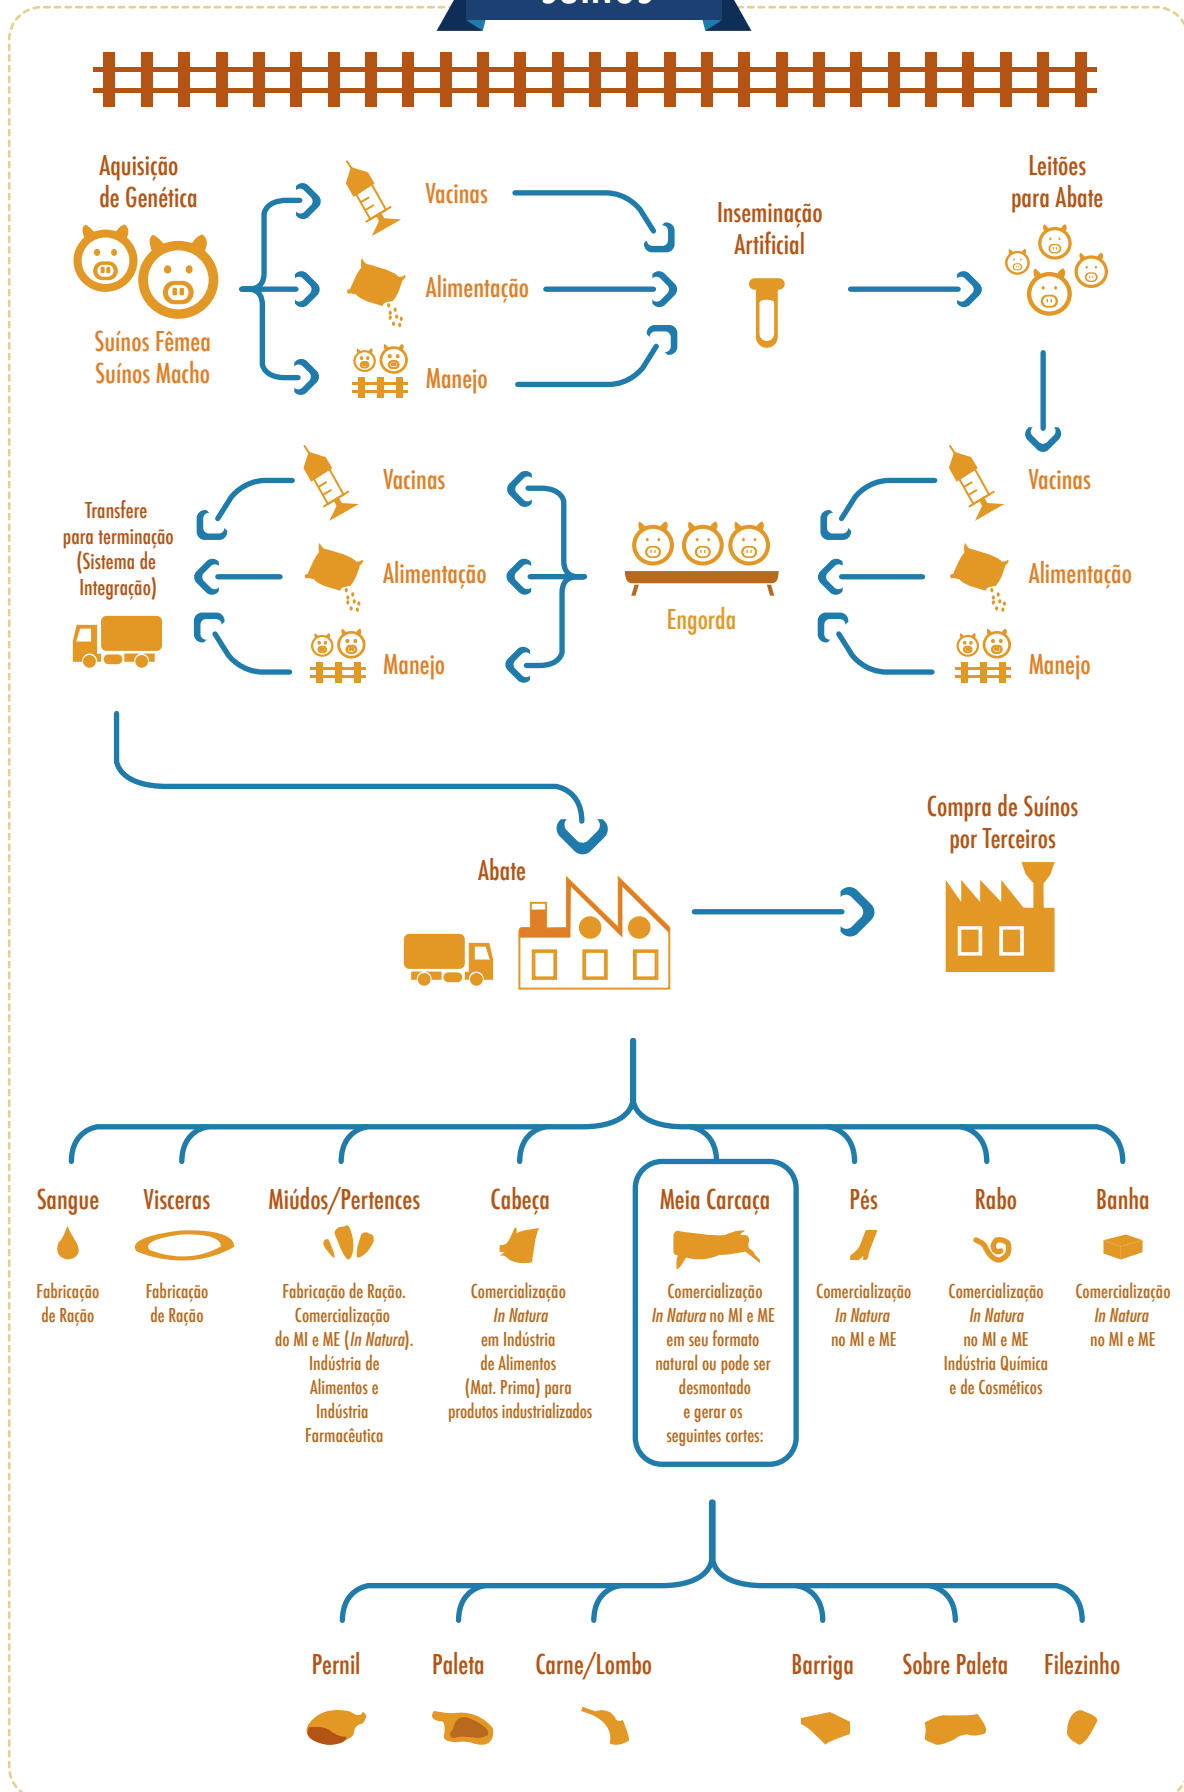 SUÍNOS
Aquisição
de Genética
Suínos Fêmea
Suínos Macho
Vacinas
Alimentação
Manejo
Inseminação
Artificial
Leitões
para Abate
Vacinas
Alimentação
Manejo
Engorda
Vacinas
Alimentação
Manejo
Transfere
para terminação
(Sistema de
Integração)
Abate
Compra de Suínos
por Terceiros
Sangue
Fabricação
de Ração
Visceras
Fabricação
de Ração
Miúdos/Pertences
Fabricação de Ração.
Comercialização
do MI e ME (In Natura).
Indústria de
Alimentos e
Indústria
Farmacêutica
Cabeça
Comercialização
In Natura
em Indústria
de Alimentos
(Mat. Prima) para
produtos industrializados
Meia Carcaça
Comercialização
In Natura no MI e ME
em seu formato
natural ou pode ser
desmontado
e gerar os
seguintes cortes:
Pés
Comercialização
In Natura
no MI e ME
Rabo
Comercialização
In Natura
no MI e ME
Indústria Química
e de Cosméticos
Banha
Comercialização
In Natura
no MI e ME
Pernil
Paleta
Carne/Lombo
Barriga
Sobre Paleta
Filezinho